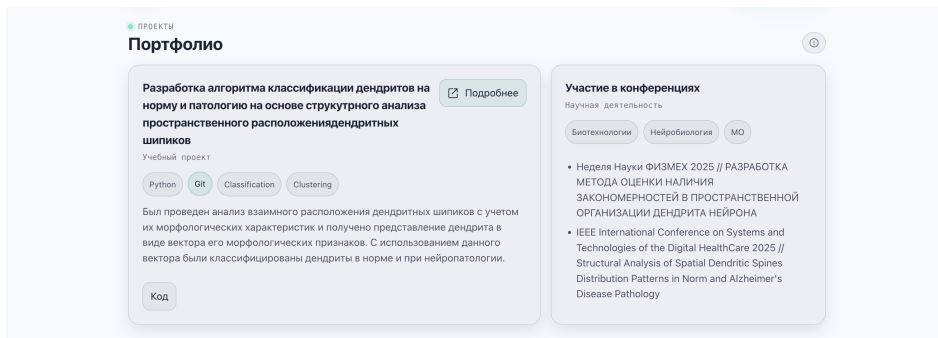 ПРОЕКТЫ
Портфолио
Разработка алгоритма классификации дендритов на
норму и патологию на основе струкутрного анализа
пространственного расположениядендритных
шипиков
Подробнее
Учебный проект
Python
Git
Classification
Clustering
Был проведен анализ взаимного расположения дендритных шипиков с учетом
их морфологических характеристик и получено представление дендрита в
виде вектора его морфологических признаков. С использованием данного
вектора были классифицированы дендриты в норме и при нейропатологии.
Код
Участие в конференциях
Научная деятельность
Биотехнологии
Нейробиология
МО
• Неделя Науки ФИЗМЕХ 2025 // РАЗРАБОТКА
МЕТОДА ОЦЕНКИ НАЛИЧИЯ
ЗАКОНОМЕРНОСТЕЙ В ПРОСТРАНСТВЕННОЙ
ОРГАНИЗАЦИИ ДЕНДРИТА НЕЙРОНА
• IEEE International Conference on Systems and
Technologies of the Digital HealthCare 2025 //
Structural Analysis of Spatial Dendritic Spines
Distribution Patterns in Norm and Alzheimer's
Disease Pathology